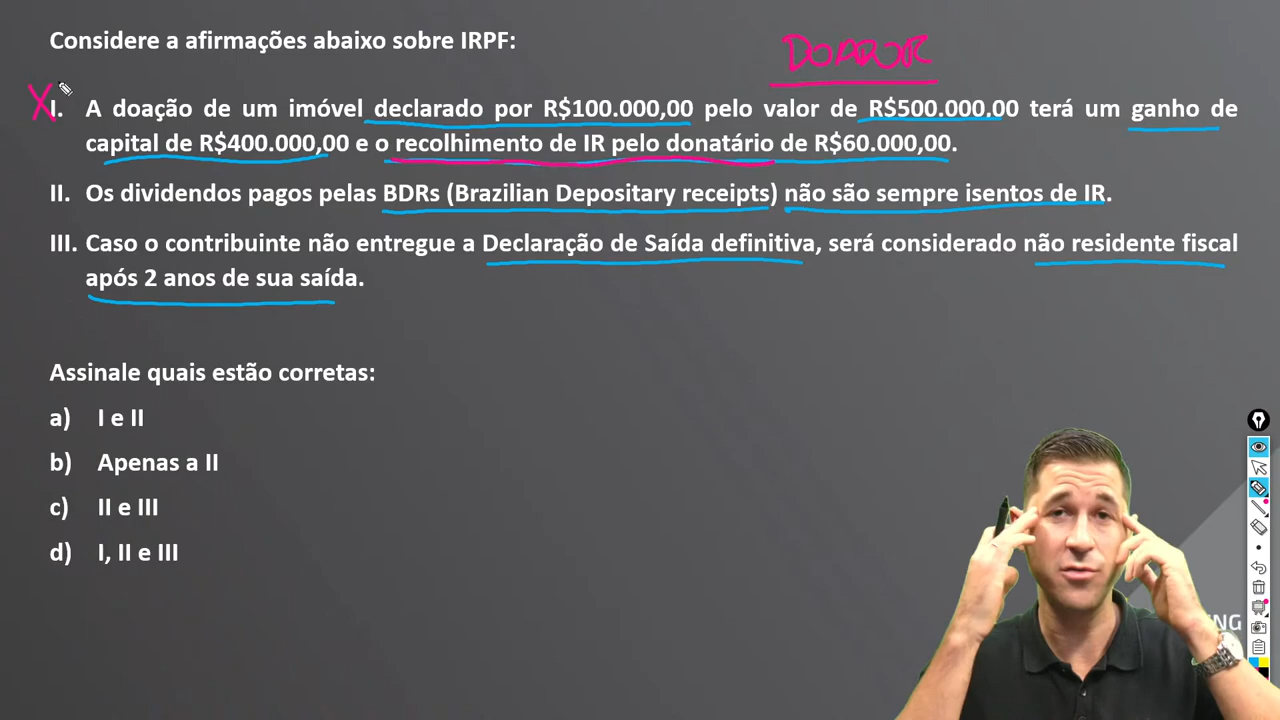 Considere a afirmações abaixo sobre IRPF:
DOADOR
X
I. A doação de um imóvel declarado por R$100.000,00 pelo valor de R$500.000,00 terá um ganho de
capital de R$400.000,00 e o recolhimento de IR pelo donatário de R$60.000,00.
II. Os dividendos pagos pelas BDRs (Brazilian Depositary receipts) não são sempre isentos de IR.
III. Caso o contribuinte não entregue a Declaração de Saída definitiva, será considerado não residente fiscal
após 2 anos de sua saída.
Assinale quais estão corretas:
a) I e II
b) Apenas a II
c) II e III
d) I, II e III